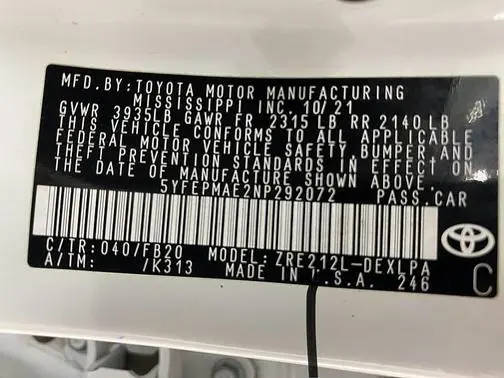 MFD.BY:TOYOTA MOTOR MANUFACTURING
MISSISSIPPI INC. 10/21
GVWR 3935LB GAWR FR 2315 LB RR 2140 LB
THIS VEHICLE CONFORMS TO ALL APPLICABLE
FEDERAL MOTOR VEHICLE SAFETY, BUMPER, AND
THEFT PREVENTION STANDARDS IN EFFECT ON
THE DATE OF MANUFACTURE SHOWN ABOVE.
5YFEPMAE2NP292072 PASS.CAR
C/TR:040/FB20 MODEL: ZRE212L-DEXLPA
A/TM: /K313 MADE IN U.S.A. 246
C